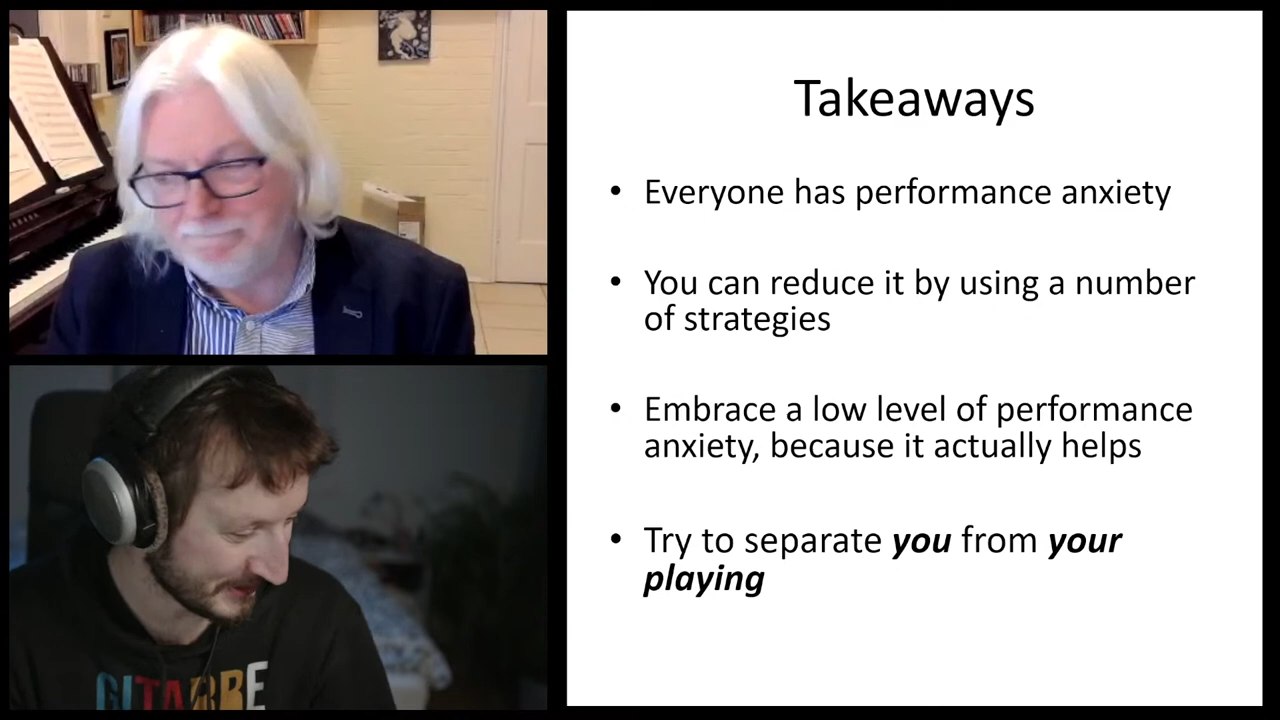 Takeaways
• Everyone has performance anxiety
• You can reduce it by using a number
of strategies
• Embrace a low level of performance
anxiety, because it actually helps
• Try to separate you from your
playing
GITARRE